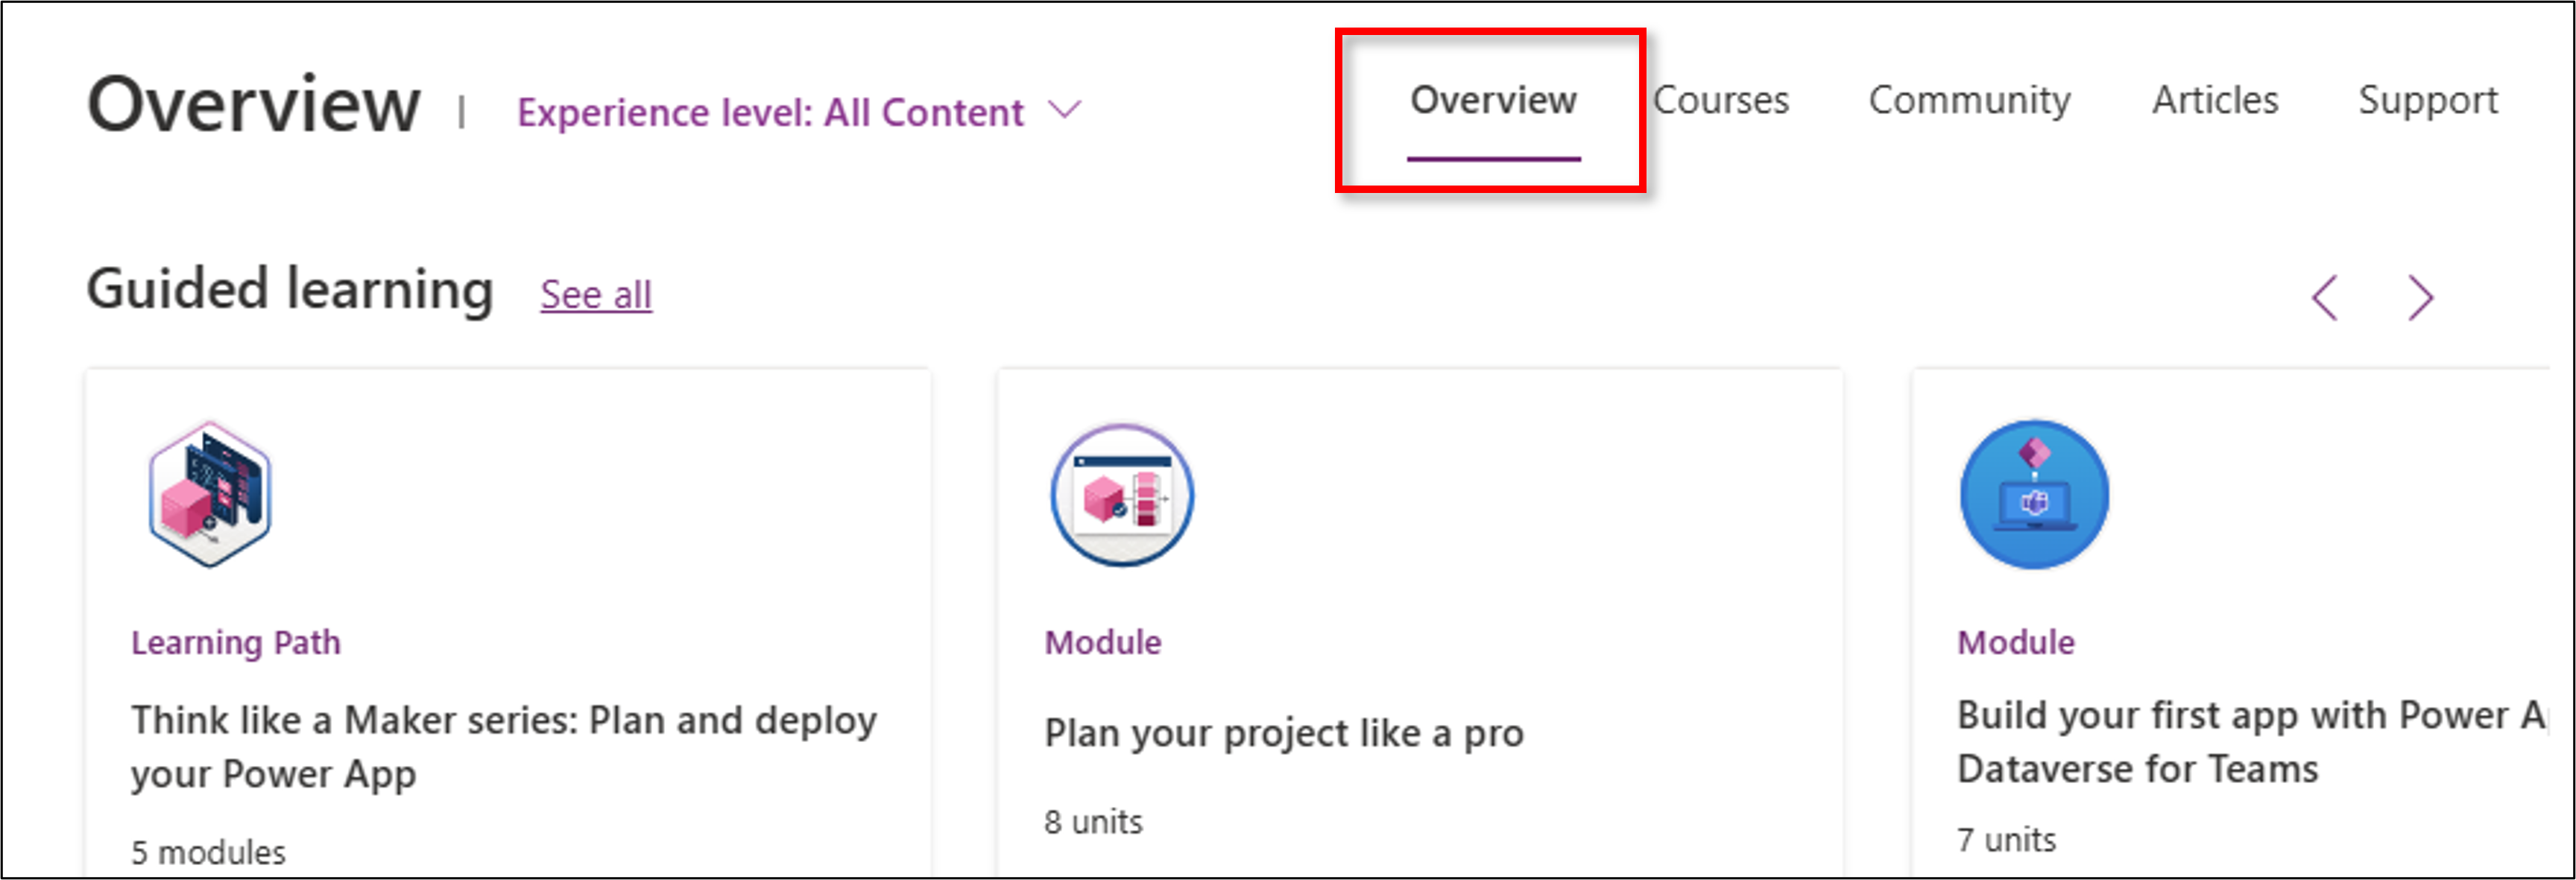 Overview | Experience level: All Content
Overview Courses Community Articles Support
Guided learning See all
Learning Path
Think like a Maker series: Plan and deploy
your Power App
5 modules
Module
Plan your project like a pro
8 units
Module
Build your first app with Power
Dataverse for Teams
7 units